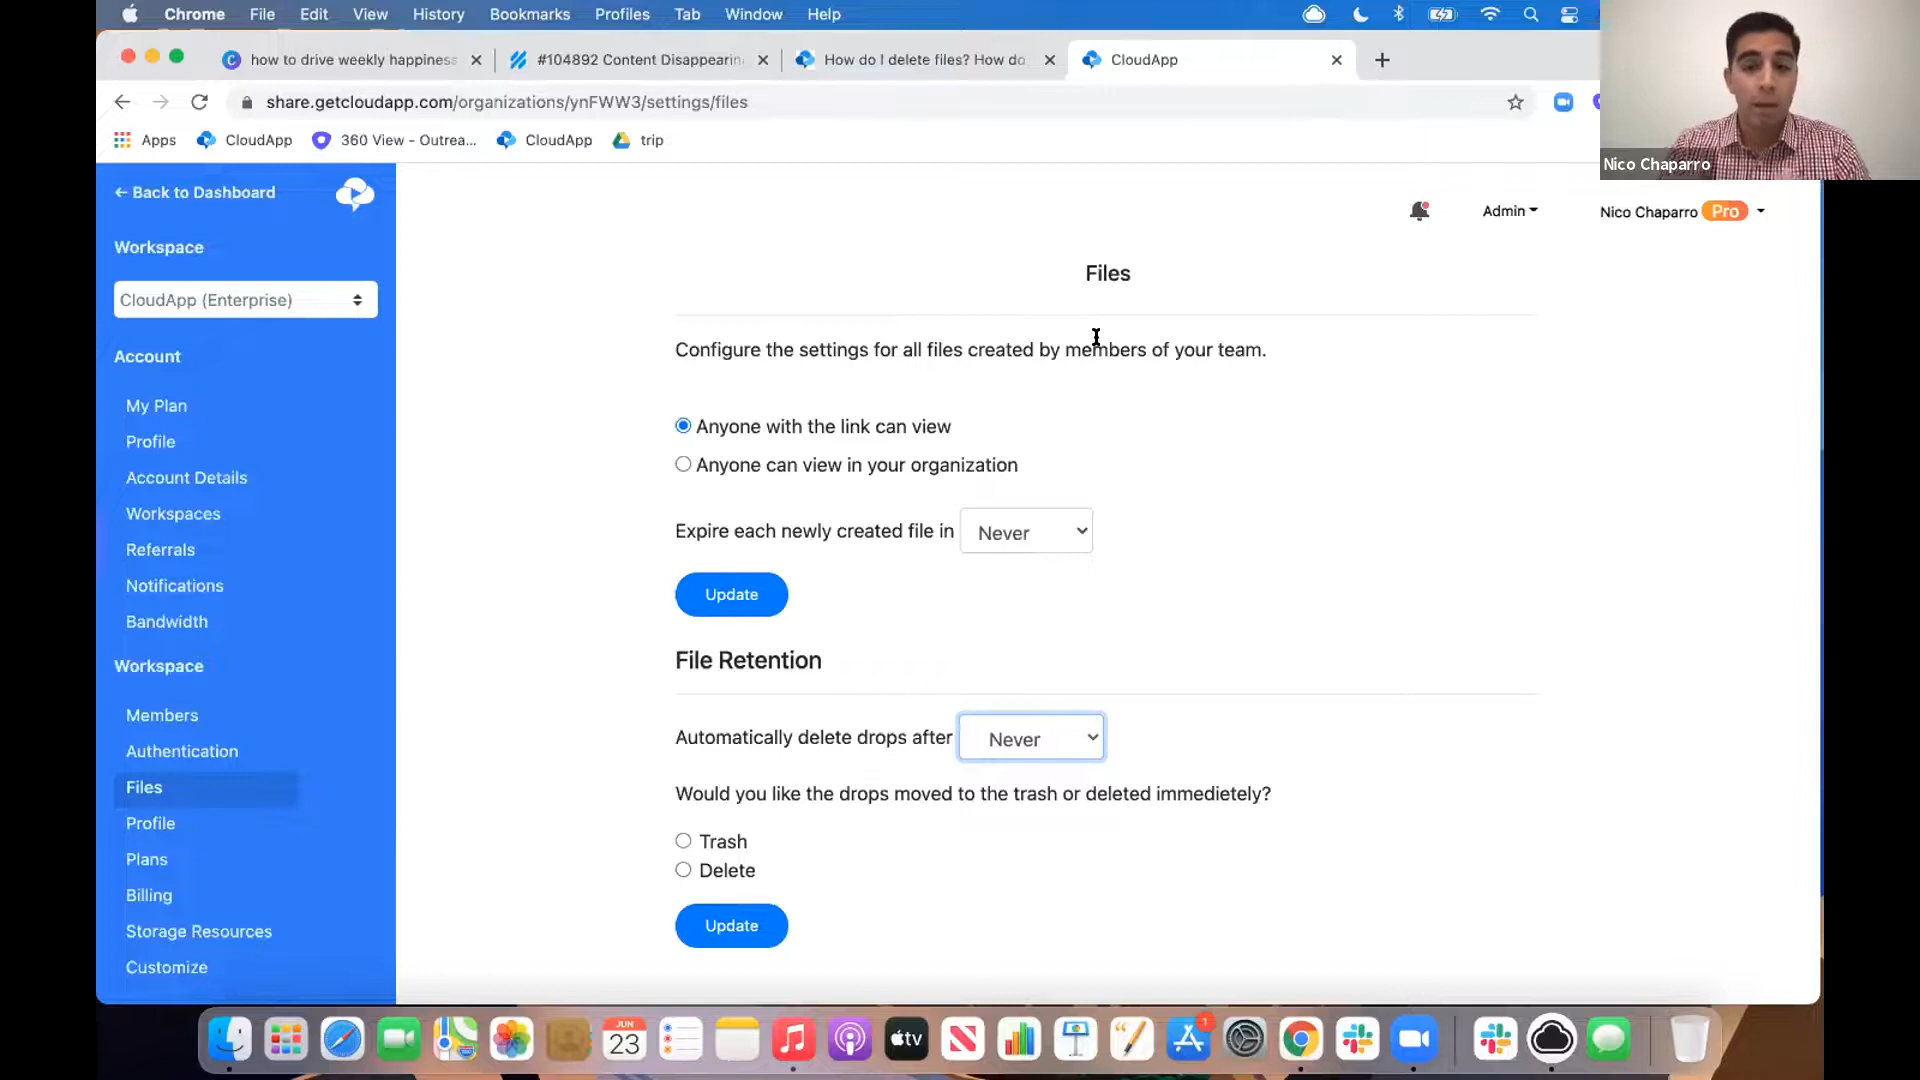 Chrome File Edit View History Bookmarks Profiles Tab Window Help
how to drive weekly happiness
#104892 Content Disappearin
How do I delete files? How do
CloudApp
share.getcloudapp.com/organizations/ynFWW3/settings/files
Apps CloudApp 360 View - Outrea... CloudApp trip
Nico Chaparro
← Back to Dashboard
Workspace
CloudApp (Enterprise)
Account
My Plan
Profile
Account Details
Workspaces
Referrals
Notifications
Bandwidth
Workspace
Members
Authentication
Files
Profile
Plans
Billing
Storage Resources
Customize
Admin
Nico Chaparro Pro
Files
Configure the settings for all files created by members of your team.
Anyone with the link can view
Anyone can view in your organization
Expire each newly created file in Never
Update
File Retention
Automatically delete drops after Never
Would you like the drops moved to the trash or deleted immedietely?
Trash
Delete
Update
JUN
23
tv
1